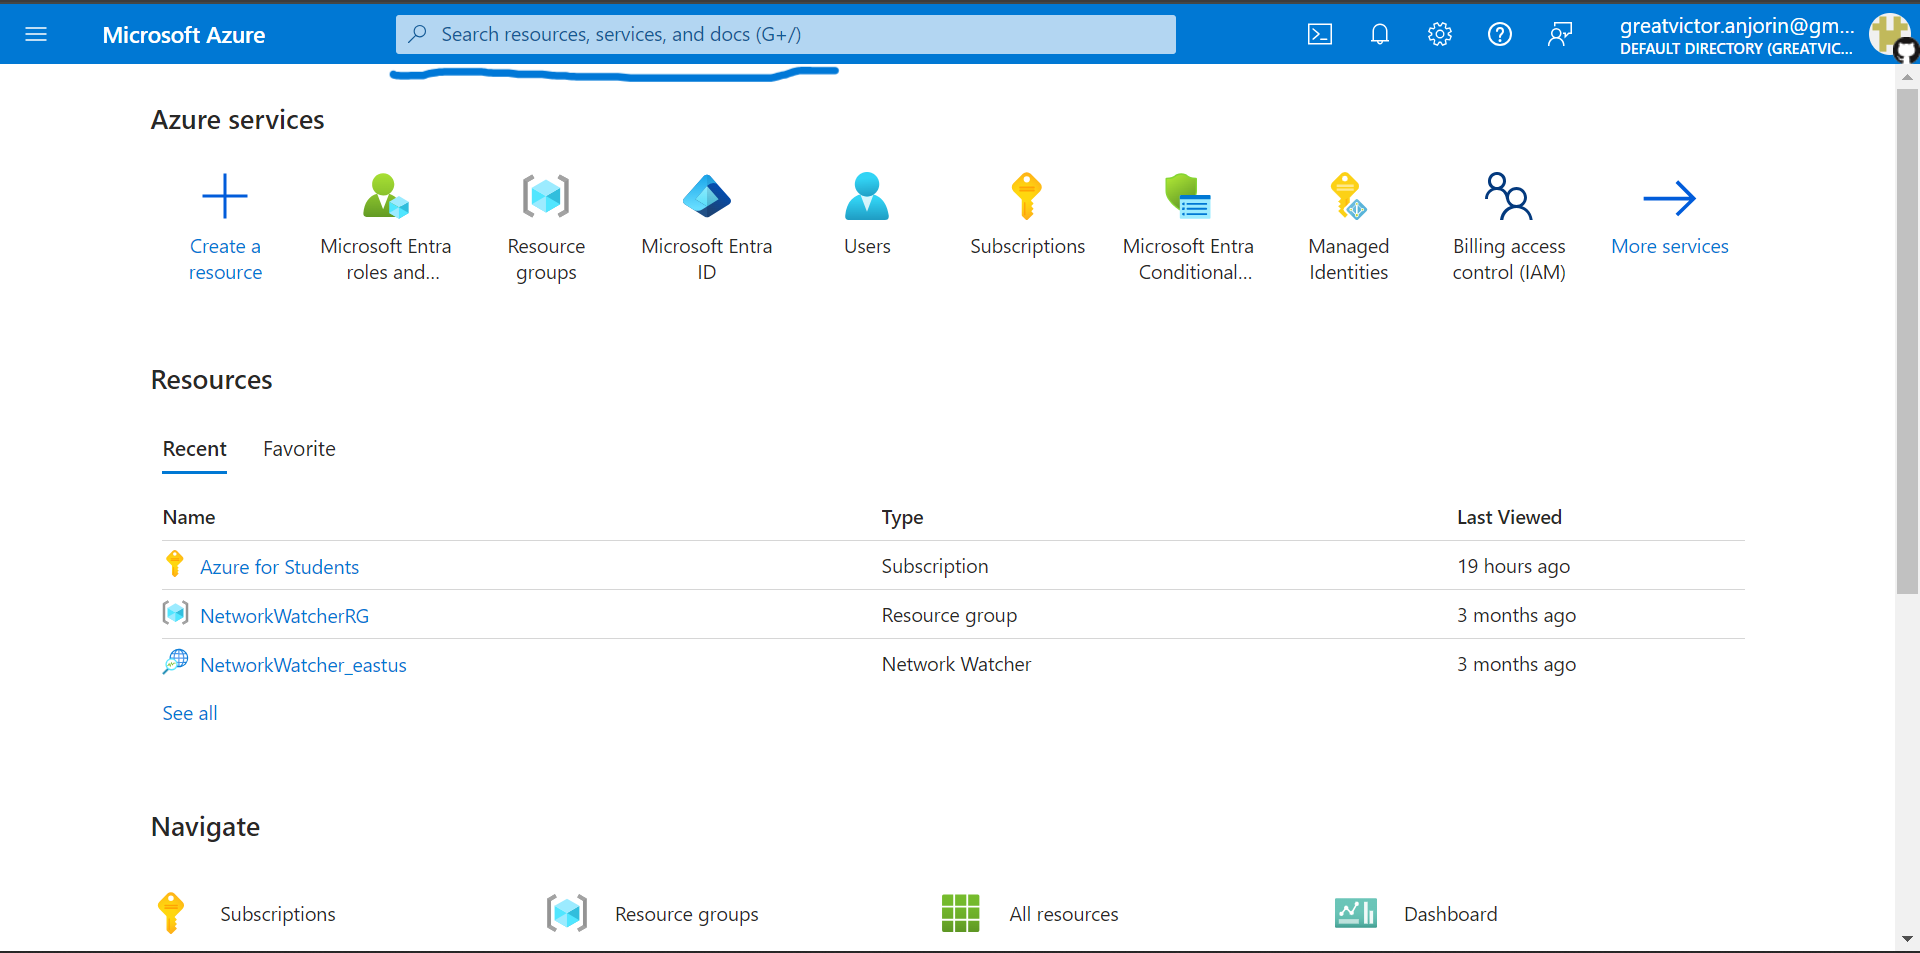 Microsoft Azure
Search resources, services, and docs (G+/)
greatvictor.anjorin@gm...
DEFAULT DIRECTORY (GREATVIC...
Azure services
Create a
resource
Microsoft Entra
roles and...
Resource
groups
Microsoft Entra
ID
Users
Subscriptions
Microsoft Entra
Conditional...
Managed
Identities
Billing access
control (IAM)
More services
Resources
Recent Favorite
Name Type Last Viewed
Azure for Students Subscription 19 hours ago
NetworkWatcherRG Resource group 3 months ago
NetworkWatcher_eastus Network Watcher 3 months ago
See all
Navigate
Subscriptions Resource groups All resources Dashboard